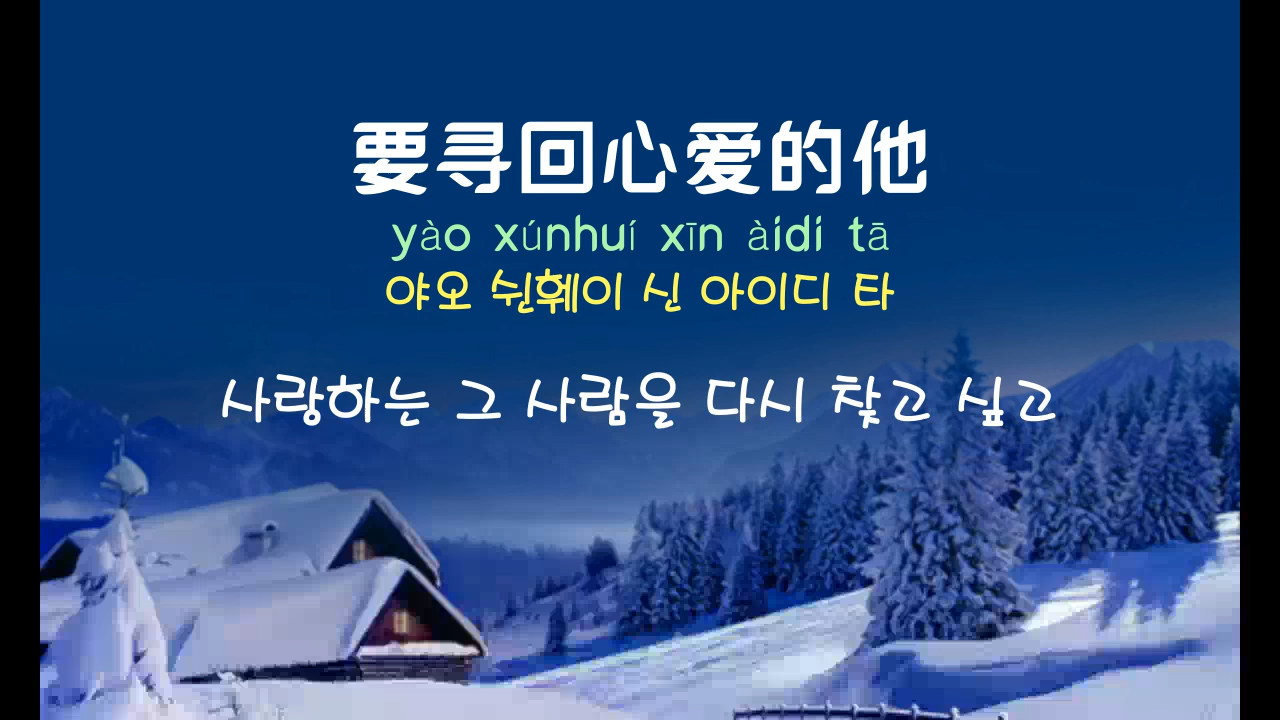 要寻回心爱的他
yào xúnhuí xīn àidi tā
야오 쉰훼이 신 아이디 타
사랑하는 그 사람을 다시 찾고 싶고